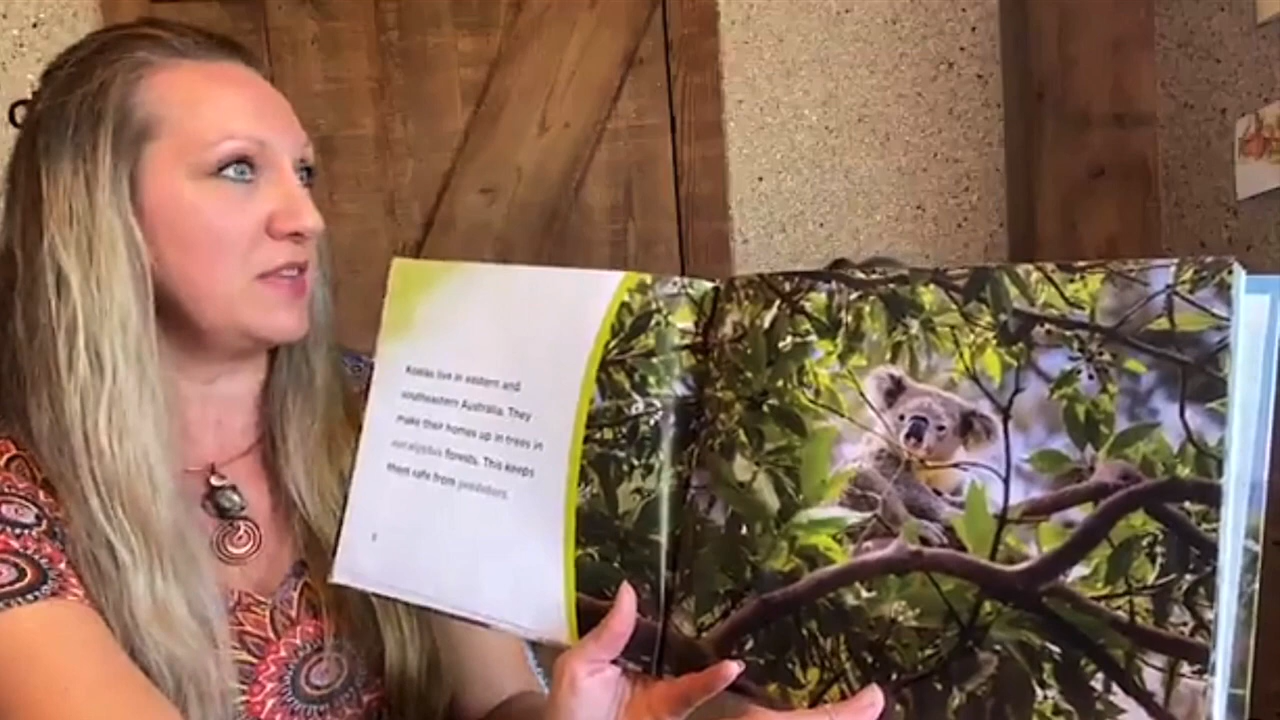 Koalas live in eastern and
southeastern Australia. They
make their homes up in trees in
eucalyptus forests. This keeps
them safe from predators.